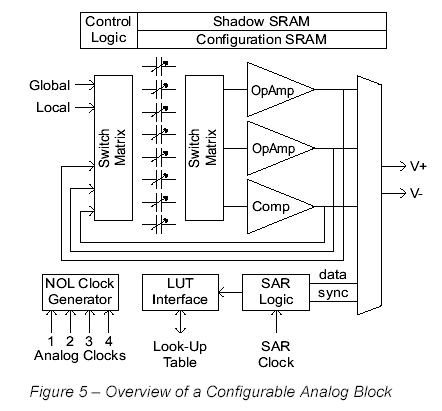 Control
Logic
Shadow SRAM
Configuration SRAM
Global
Local
Switch
Matrix
Switch
Matrix
OpAmp
OpAmp
Comp
V+
V-
NOL Clock
Generator
LUT
Interface
SAR
Logic
data
sync
1 2 3 4
Analog Clocks
Look-Up
Table
SAR
Clock
Figure 5 – Overview of a Configurable Analog Block